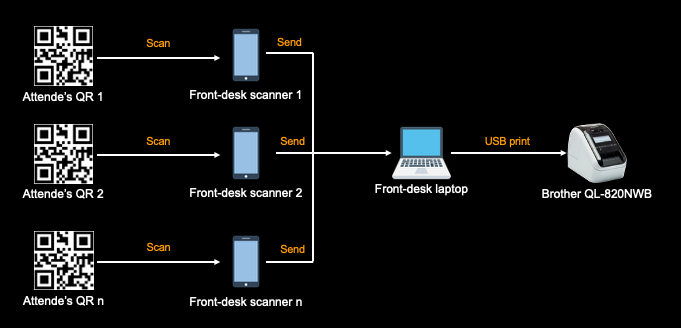 Scan
Send
Attende's QR 1
Front-desk scanner 1
Scan
Send
USB print
Attende's QR 2
Front-desk scanner 2
Front-desk laptop
Brother QL-820NWB
Scan
Send
Attende's QR n
Front-desk scanner n